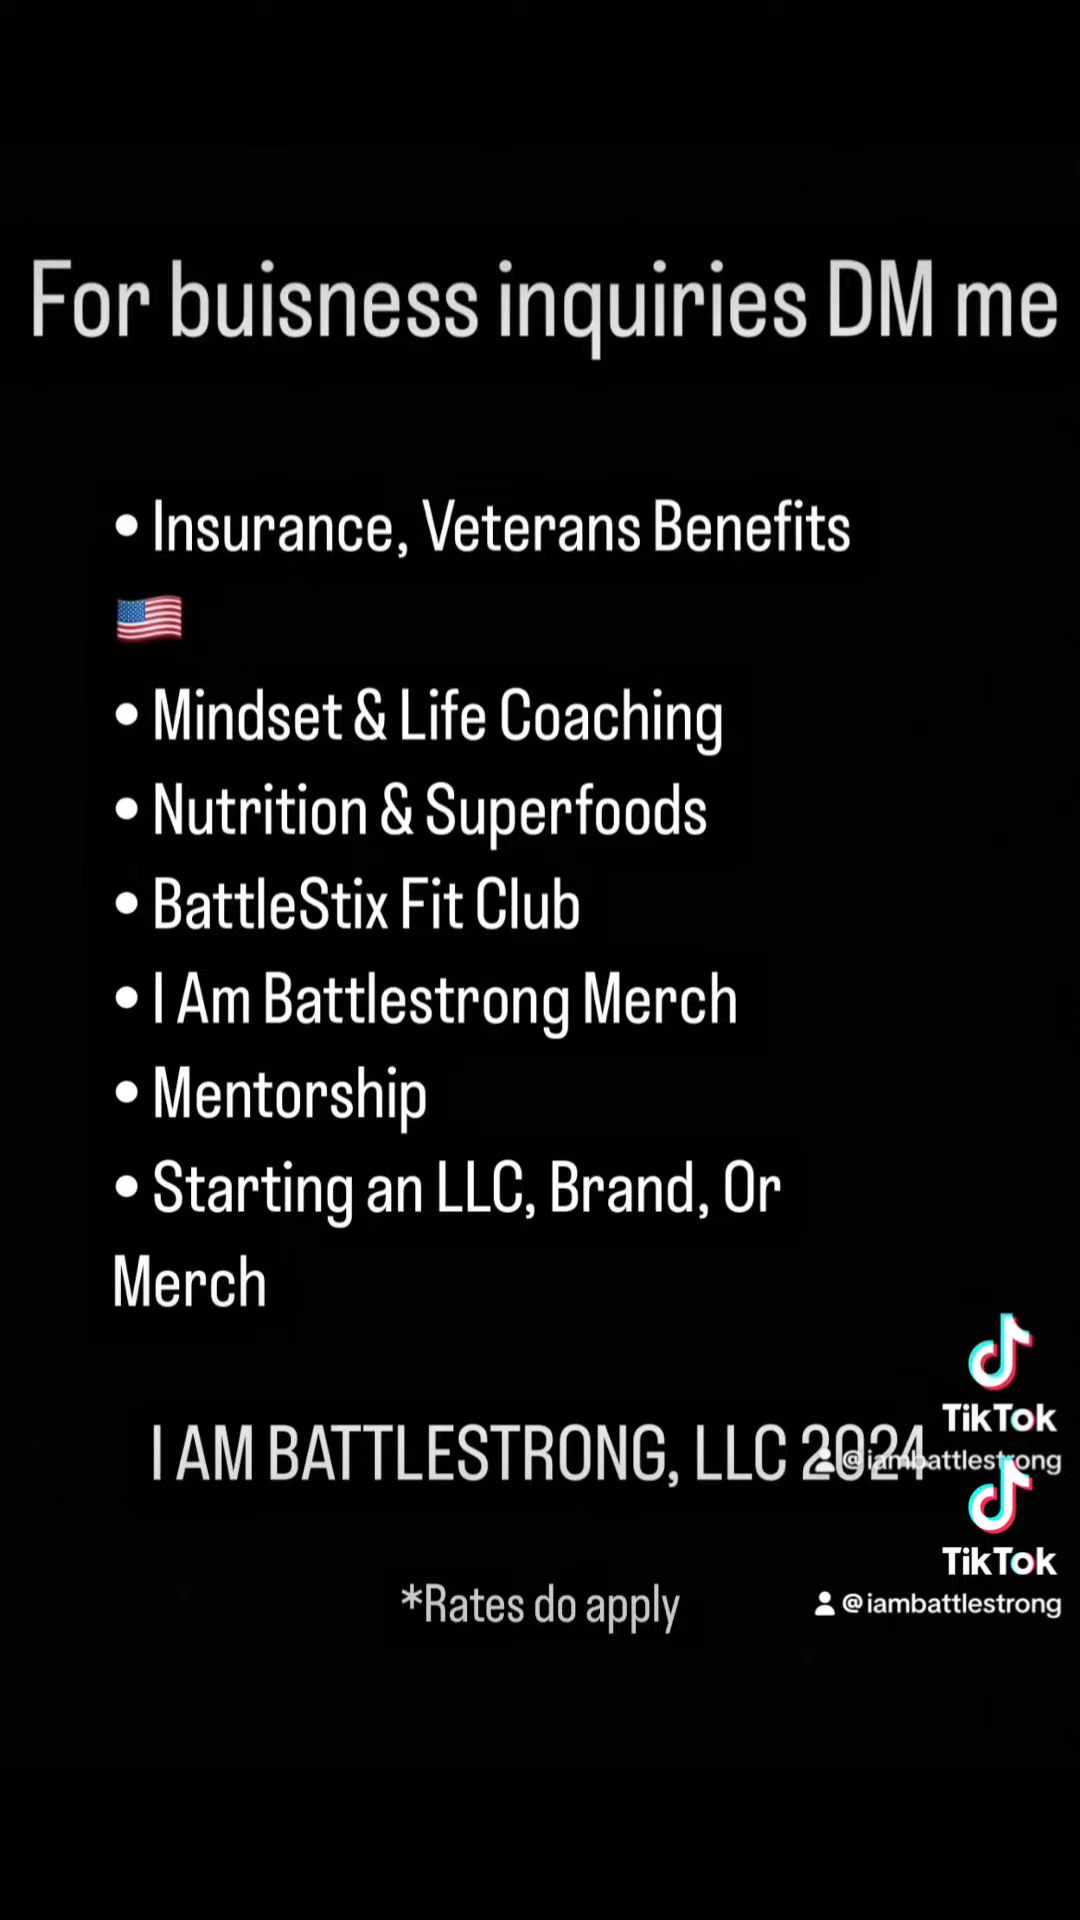 For buisness inquiries DM me
• Insurance, Veterans Benefits
🇺🇸
• Mindset & Life Coaching
• Nutrition & Superfoods
• BattleStix Fit Club
• I Am Battlestrong Merch
• Mentorship
• Starting an LLC, Brand, Or
Merch
TikTok
I AM BATTLESTRONG, LLC 2024
@iambattlestrong
TikTok
*Rates do apply
@iambattlestrong